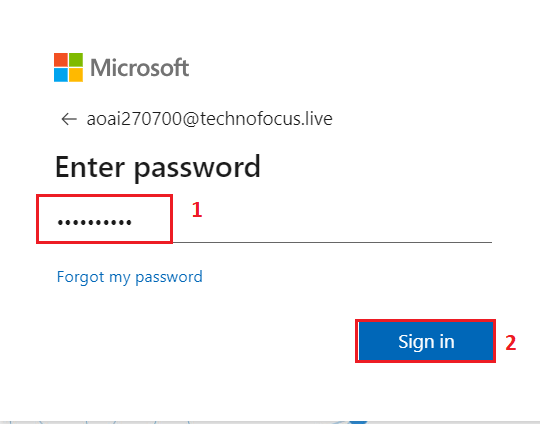 Microsoft
← aoai270700@technofocus.live
Enter password
•••••••••• 1
Forgot my password
Sign in 2